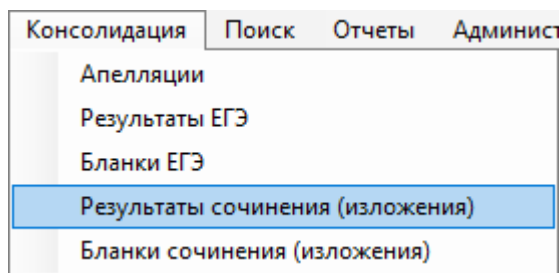 Консолидация Поиск Отчеты Админист
Апелляции
Результаты ЕГЭ
Бланки ЕГЭ
Результаты сочинения (изложения)
Бланки сочинения (изложения)